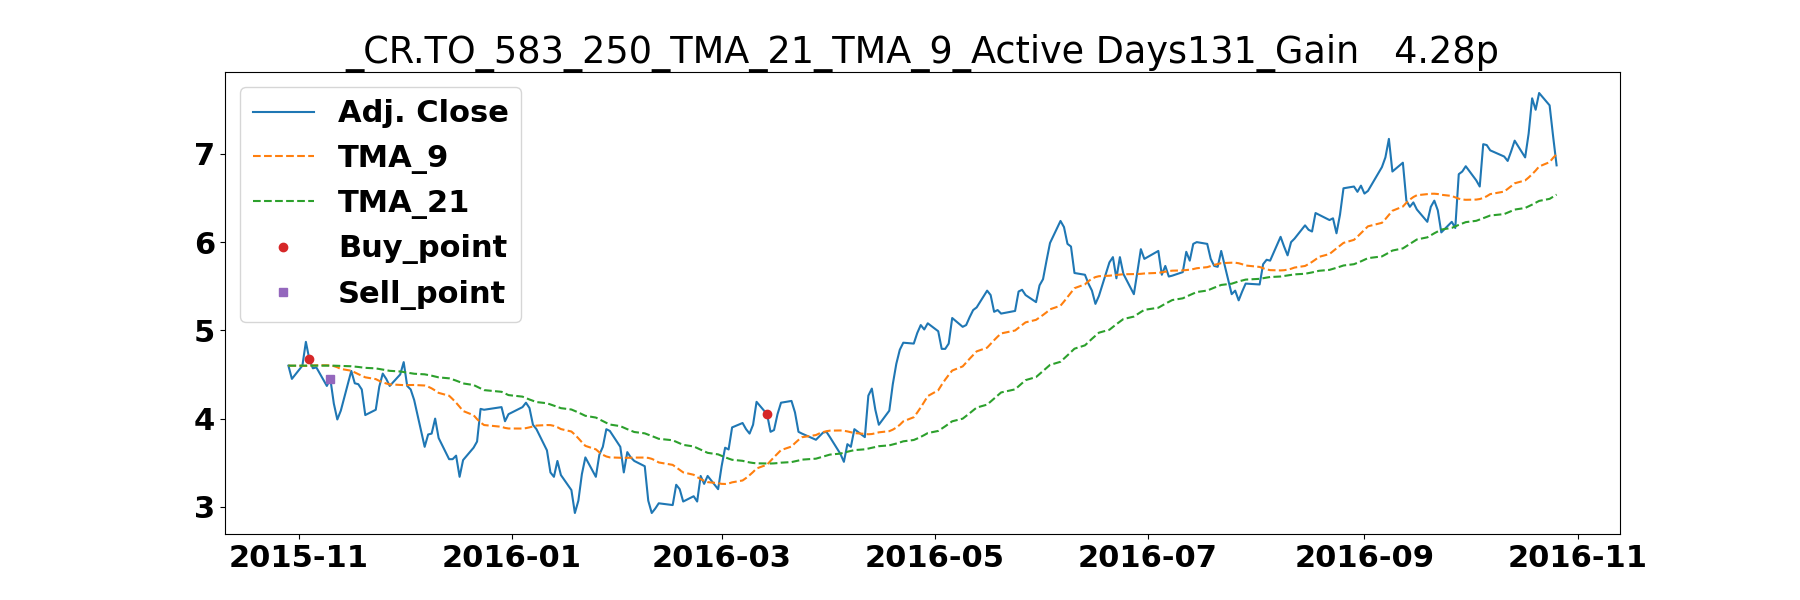 _CR.TO_583_250_TMA_21_TMA_9_Active Days131_Gain   4.28p
Adj. Close
TMA_9
TMA_21
Buy_point
Sell_point
7
6
5
4
3
2015-11 2016-01 2016-03 2016-05 2016-07 2016-09 2016-11